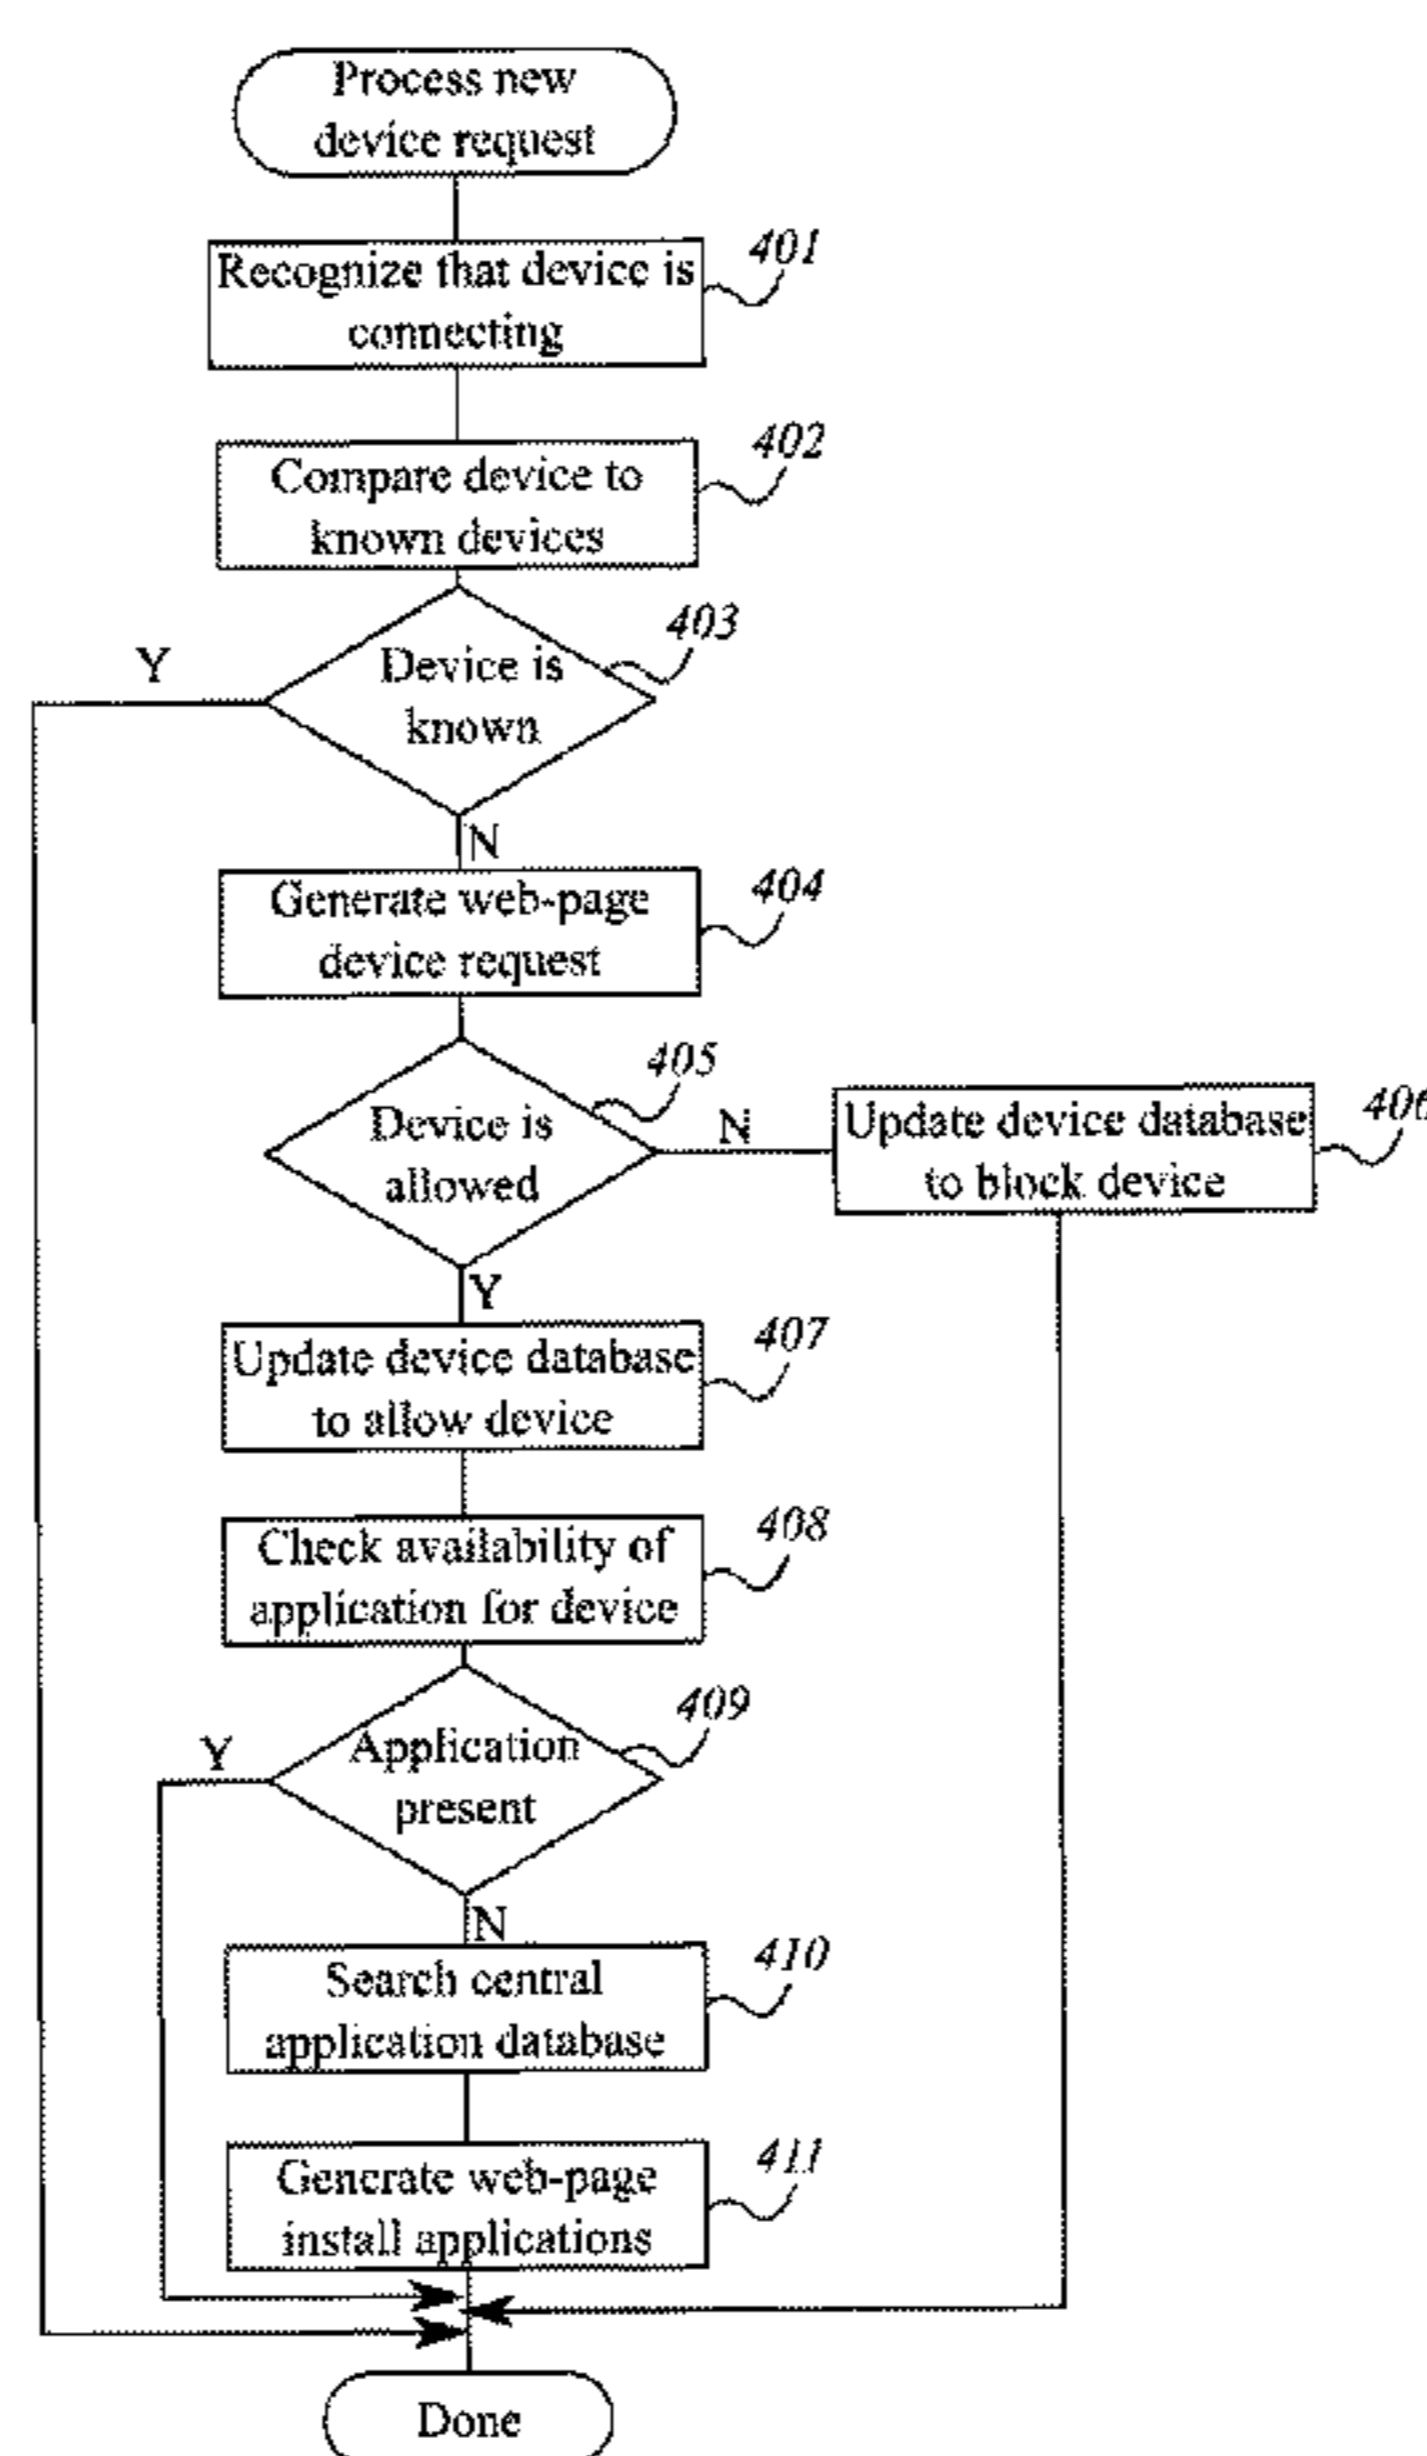 Process new
device request
401
Recognize that device is
connecting
402
Compare device to
known devices
403
Y
Device is
known
N
404
Generate web-page
device request
405
Device is
allowed
N
406
Update device database
to block device
Y
407
Update device database
to allow device
408
Check availability of
application for device
409
Y
Application
present
N
410
Search central
application database
411
Generate web-page
install applications
Done